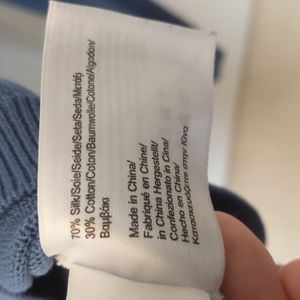 70% Silk/Soie/Seide/Seta/Seda/Μετάξι
30% Cotton/Coton/Baumwolle/Cotone/Algodon/
Βαμβάκι
Made in China/
Fabriqué en Chine/
in China Hergestellt/
Confezionato in Cina/
Hecho en China/
Κατασκευάζεται στην Κίνα